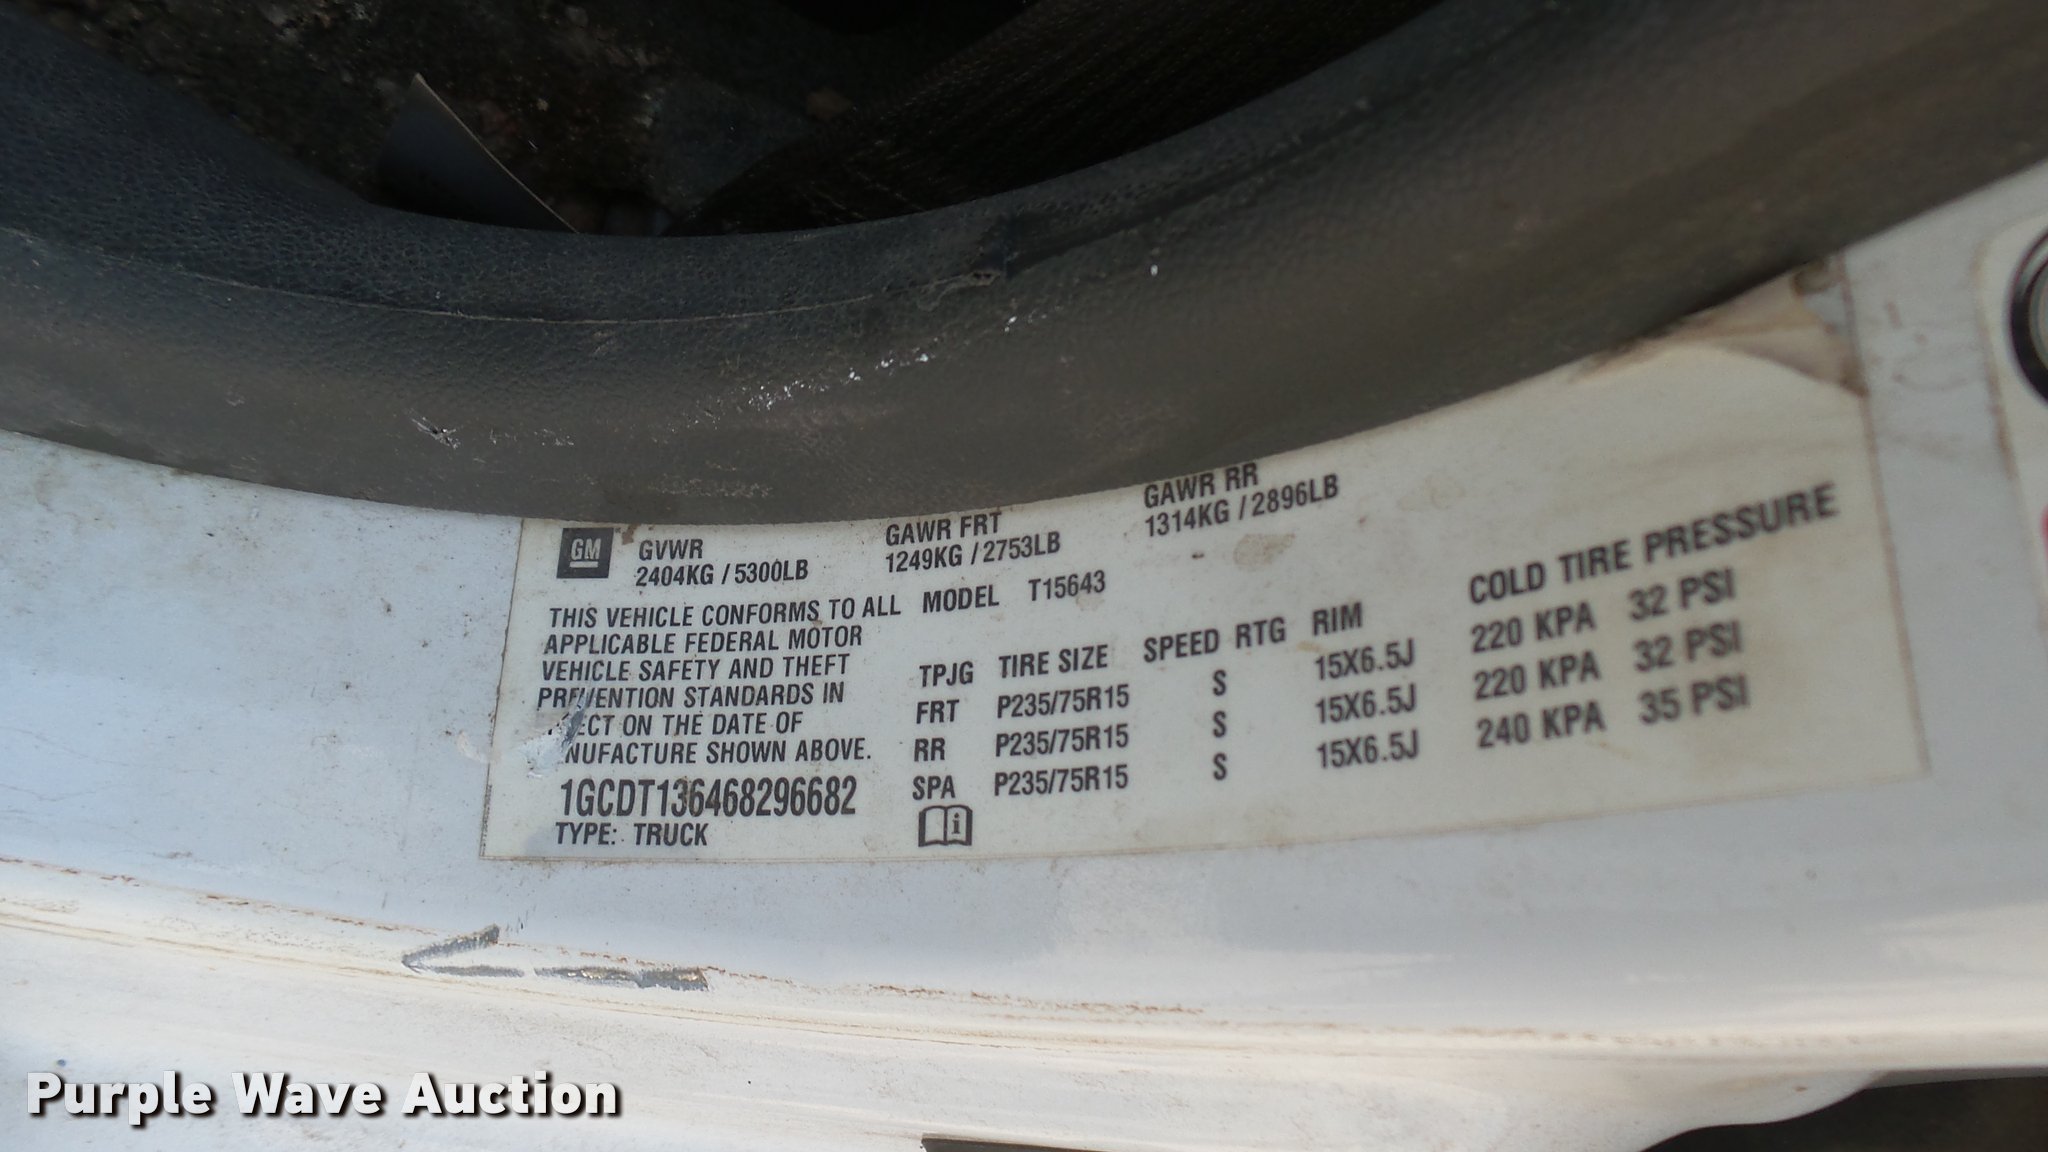 GM
GVWR
2404KG / 5300LB
GAWR FRT
1249KG / 2753LB
GAWR RR
1314KG / 2896LB
THIS VEHICLE CONFORMS TO ALL
APPLICABLE FEDERAL MOTOR
VEHICLE SAFETY AND THEFT
PREVENTION STANDARDS IN
ECT ON THE DATE OF
NUFACTURE SHOWN ABOVE.
1GCDT136468296682
TYPE: TRUCK
MODEL T15643
TPJG TIRE SIZE SPEED RTG RIM COLD TIRE PRESSURE
FRT P235/75R15 S 15X6.5J 220 KPA 32 PSI
RR P235/75R15 S 15X6.5J 220 KPA 32 PSI
SPA P235/75R15 S 15X6.5J 240 KPA 35 PSI
i
Purple Wave Auction